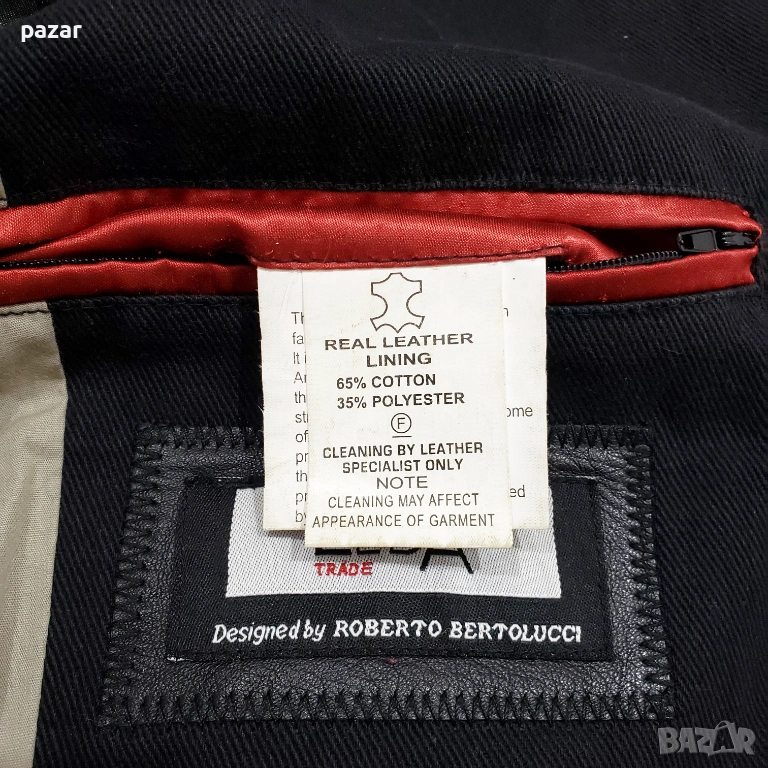 pazar
REAL LEATHER
LINING
65% COTTON
35% POLYESTER
F
CLEANING BY LEATHER
SPECIALIST ONLY
NOTE
CLEANING MAY AFFECT
APPEARANCE OF GARMENT
TRADE
Designed by ROBERTO BERTOLUCCI
BAZAR